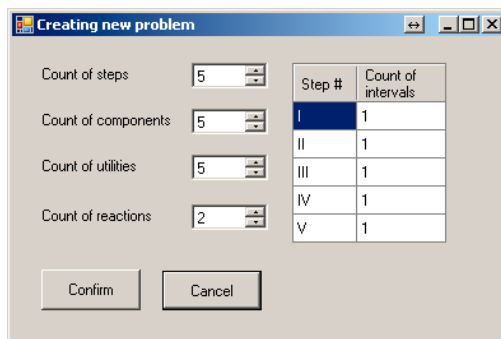 Creating new problem
Count of steps 5
Count of components 5
Count of utilities 5
Count of reactions 2
Step # Count of intervals
I 1
II 1
III 1
IV 1
V 1
Confirm Cancel